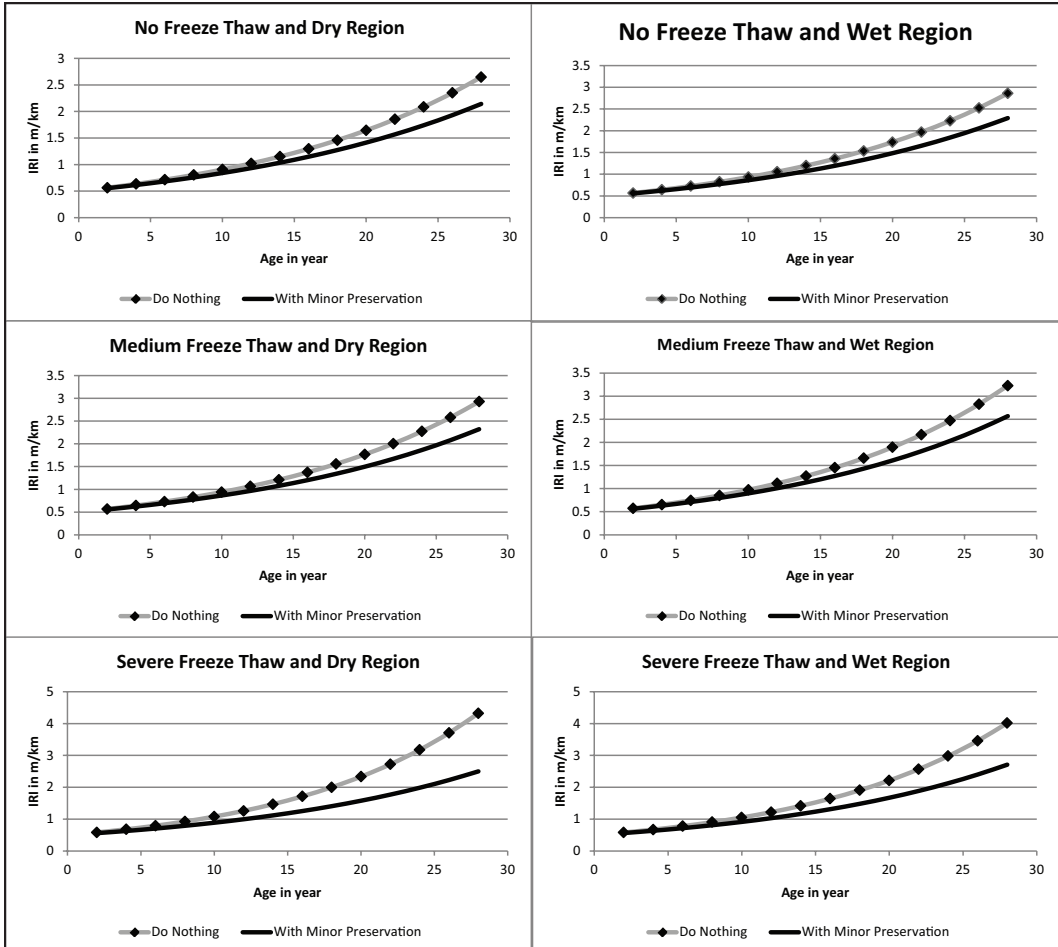 No Freeze Thaw and Dry Region
IRI in m/km
3
2.5
2
1.5
1
0.5
0
0 5 10 15 20 25 30
Age in year
Do Nothing With Minor Preservation
No Freeze Thaw and Wet Region
IRI in m/km
3.5
3
2.5
2
1.5
1
0.5
0
0 5 10 15 20 25 30
Age in year
Do Nothing With Minor Preservation
Medium Freeze Thaw and Dry Region
IRI in m/km
3.5
3
2.5
2
1.5
1
0.5
0
0 5 10 15 20 25 30
Age in year
Do Nothing With Minor Preservation
Medium Freeze Thaw and Wet Region
IRI in m/km
3.5
3
2.5
2
1.5
1
0.5
0
0 5 10 15 20 25 30
Age in year
Do Nothing With Minor Preservation
Severe Freeze Thaw and Dry Region
IRI in m/km
5
4
3
2
1
0
0 5 10 15 20 25 30
Age in year
Do Nothing With Minor Preservation
Severe Freeze Thaw and Wet Region
IRI in m/km
5
4
3
2
1
0
0 5 10 15 20 25 30
Age in year
Do Nothing With Minor Preservation